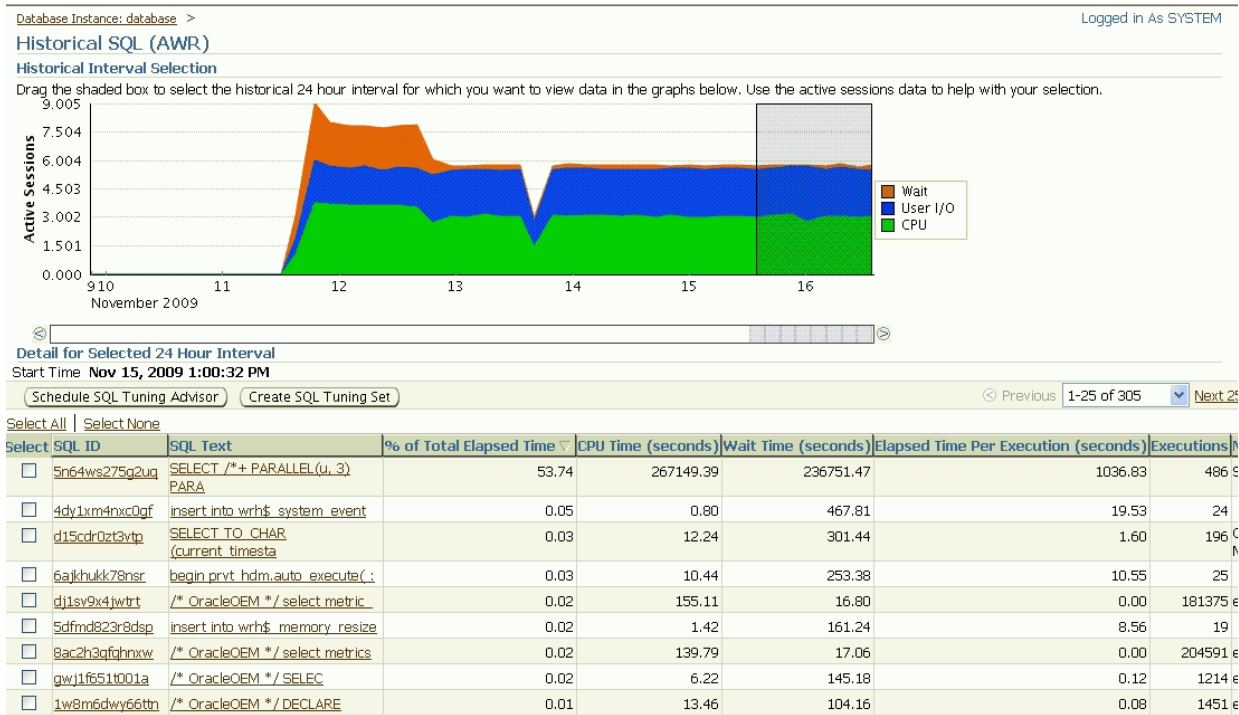 Database Instance: database >
Logged in As SYSTEM
Historical SQL (AWR)
Historical Interval Selection
Drag the shaded box to select the historical 24 hour interval for which you want to view data in the graphs below. Use the active sessions data to help with your selection.
9.005
7.504
6.004
4.503
3.002
1.501
0.000
Active Sessions
9 10 11 12 13 14 15 16
November 2009
Wait
User I/O
CPU
Detail for Selected 24 Hour Interval
Start Time Nov 15, 2009 1:00:32 PM
Schedule SQL Tuning Advisor Create SQL Tuning Set Previous 1-25 of 305 Next 25
Select All | Select None
Select SQL ID SQL Text % of Total Elapsed Time CPU Time (seconds) Wait Time (seconds) Elapsed Time Per Execution (seconds) Executions
5n64ws275g2uq SELECT /*+ PARALLEL(u, 3) 53.74 267149.39 236751.47 1036.83 486
PARA
4dy1xm4nxc0gf insert into wrh$_system_event 0.05 0.80 467.81 19.53 24
d15cdr0zt3vtp SELECT TO_CHAR 0.03 12.24 301.44 1.60 196
(current_timesta
6ajkhukk78nsr begin prvt_hdm.auto_execute( : 0.03 10.44 253.38 10.55 25
dj1sv9x4jwtrt /* OracleOEM */ select metric_ 0.02 155.11 16.80 0.00 181375
5dfmd823r8dsp insert into wrh$_memory_resize 0.02 1.42 161.24 8.56 19
8ac2h3qfqhnxw /* OracleOEM */ select metrics 0.02 139.79 17.06 0.00 204591
gwj1f651t001a /* OracleOEM */ SELEC 0.02 6.22 145.18 0.12 1214
1w8m6dwy66ttn /* OracleOEM */ DECLARE 0.01 13.46 104.16 0.08 1451